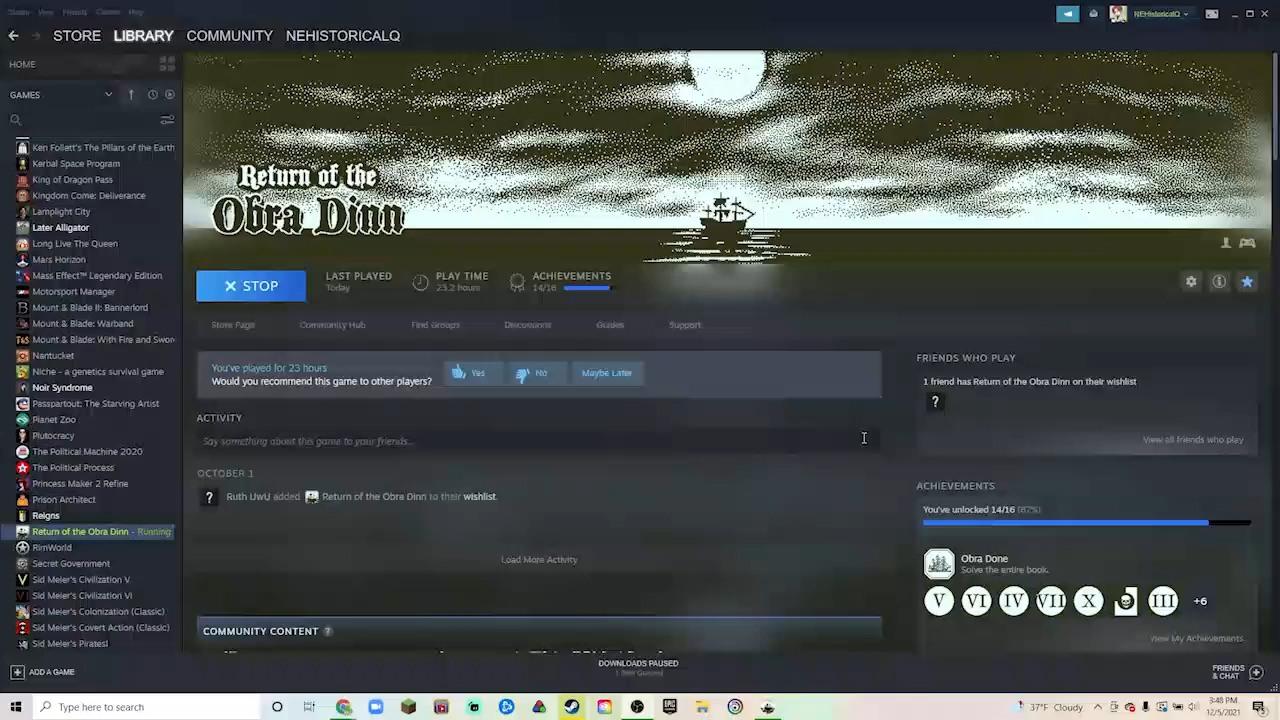 Steam View Friends Games Help
NEHistoricalQ
STORE LIBRARY COMMUNITY NEHISTORICALQ
HOME
GAMES
Ken Follett's The Pillars of the Earth
Kerbal Space Program
King of Dragon Pass
Kingdom Come: Deliverance
Lamplight City
Later Alligator
Long Live The Queen
Mars Horizon
Mass Effect™ Legendary Edition
Motorsport Manager
Mount & Blade II: Bannerlord
Mount & Blade: Warband
Mount & Blade: With Fire and Sword
Nantucket
Niche - a genetics survival game
Noir Syndrome
Passpartout: The Starving Artist
Planet Zoo
Plutocracy
The Political Machine 2020
The Political Process
Princess Maker 2 Refine
Prison Architect
Reigns
Return of the Obra Dinn - Running
RimWorld
Secret Government
Sid Meier's Civilization V
Sid Meier's Civilization VI
Sid Meier's Colonization (Classic)
Sid Meier's Covert Action (Classic)
Sid Meier's Pirates!
ADD A GAME
Return of the
Obra Dinn
STOP
LAST PLAYED
Today
PLAY TIME
23.2 hours
ACHIEVEMENTS
14/16
Store Page Community Hub Find Groups Discussions Guides Support
You've played for 23 hours
Would you recommend this game to other players?
Yes No Maybe Later
ACTIVITY
Say something about this game to your friends...
OCTOBER 1
? Ruth UwU added Return of the Obra Dinn to their wishlist.
Load More Activity
COMMUNITY CONTENT ?
FRIENDS WHO PLAY
1 friend has Return of the Obra Dinn on their wishlist
?
View all friends who play
ACHIEVEMENTS
You've unlocked 14/16 (87%)
Obra Done
Solve the entire book.
V VI IV VII X III +6
View My Achievements
DOWNLOADS PAUSED
1 Item Queued
FRIENDS
& CHAT
Type here to search
37°F Cloudy
3:48 PM
12/5/2021